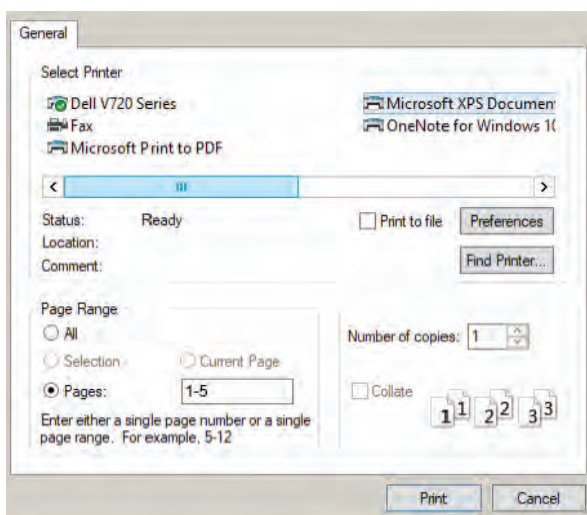 General
Select Printer
Dell V720 Series
Microsoft XPS Documen
Fax
OneNote for Windows 10
Microsoft Print to PDF
Status: Ready
Print to file
Preferences
Location:
Find Printer...
Comment:
Page Range
All
Number of copies: 1
Selection
Current Page
Pages: 1-5
Collate
1 1 2 2 3 3
Enter either a single page number or a single
page range. For example, 5-12
Print
Cancel